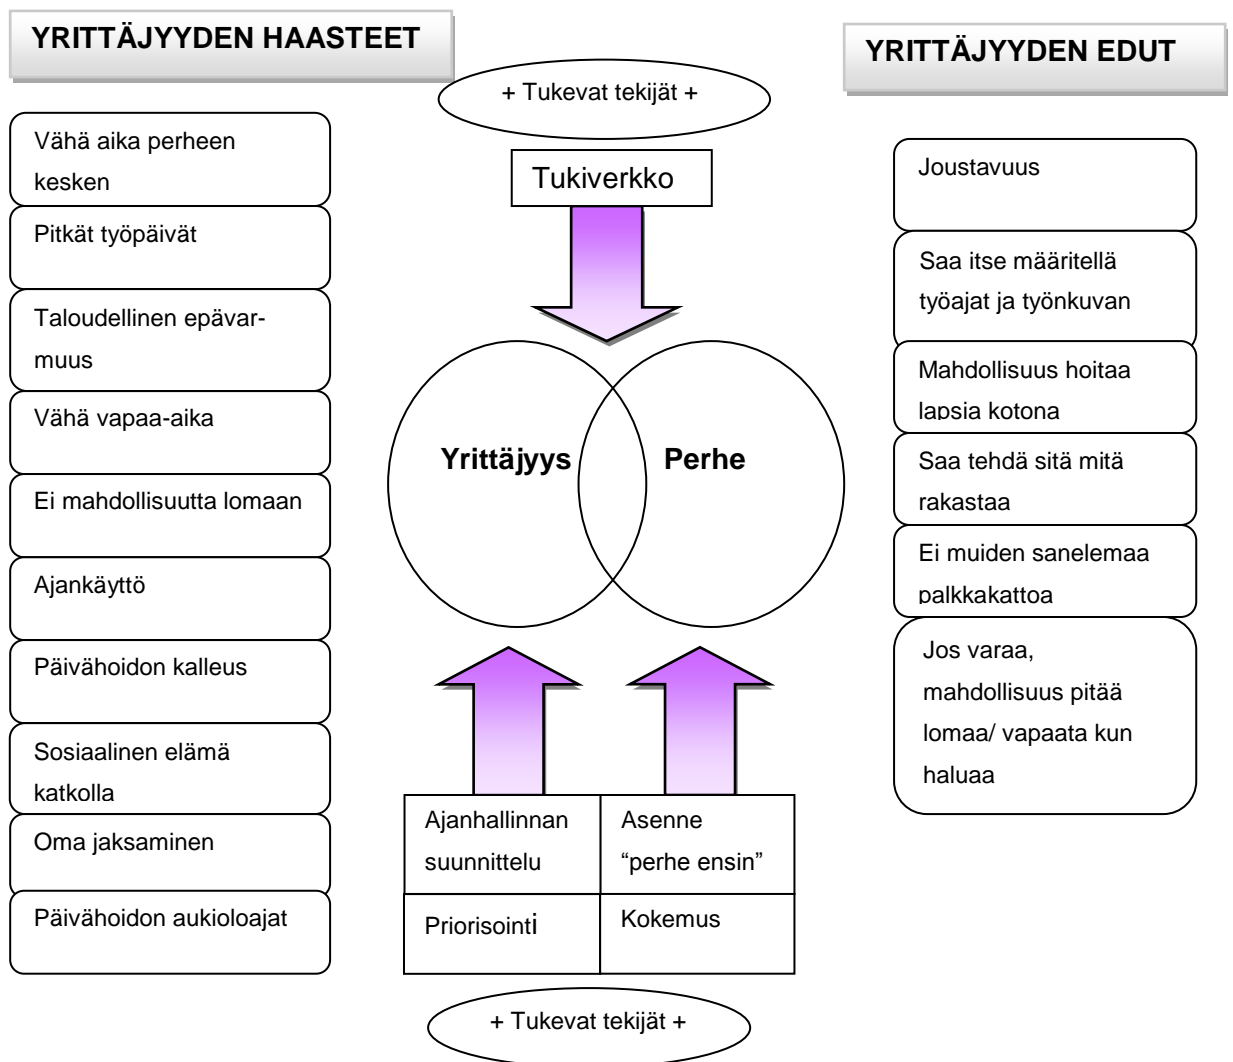 YRITTÄJYYDEN HAASTEET
Vähä aika perheen
kesken
Pitkät työpäivät
Taloudellinen epävar-
muus
Vähä vapaa-aika
Ei mahdollisuutta lomaan
Ajankäyttö
Päivähoidon kalleus
Sosiaalinen elämä
katkolla
Oma jaksaminen
Päivähoidon aukioloajat
+ Tukevat tekijät +
Tukiverkko
Yrittäjyys
Perhe
Ajanhallinnan
suunnittelu
Asenne
“perhe ensin”
Priorisointi
Kokemus
+ Tukevat tekijät +
YRITTÄJYYDEN EDUT
Joustavuus
Saa itse määritellä
työajat ja työnkuvan
Mahdollisuus hoitaa
lapsia kotona
Saa tehdä sitä mitä
rakastaa
Ei muiden sanelemaa
palkkakattoa
Jos varaa,
mahdollisuus pitää
lomaa/ vapaata kun
haluaa